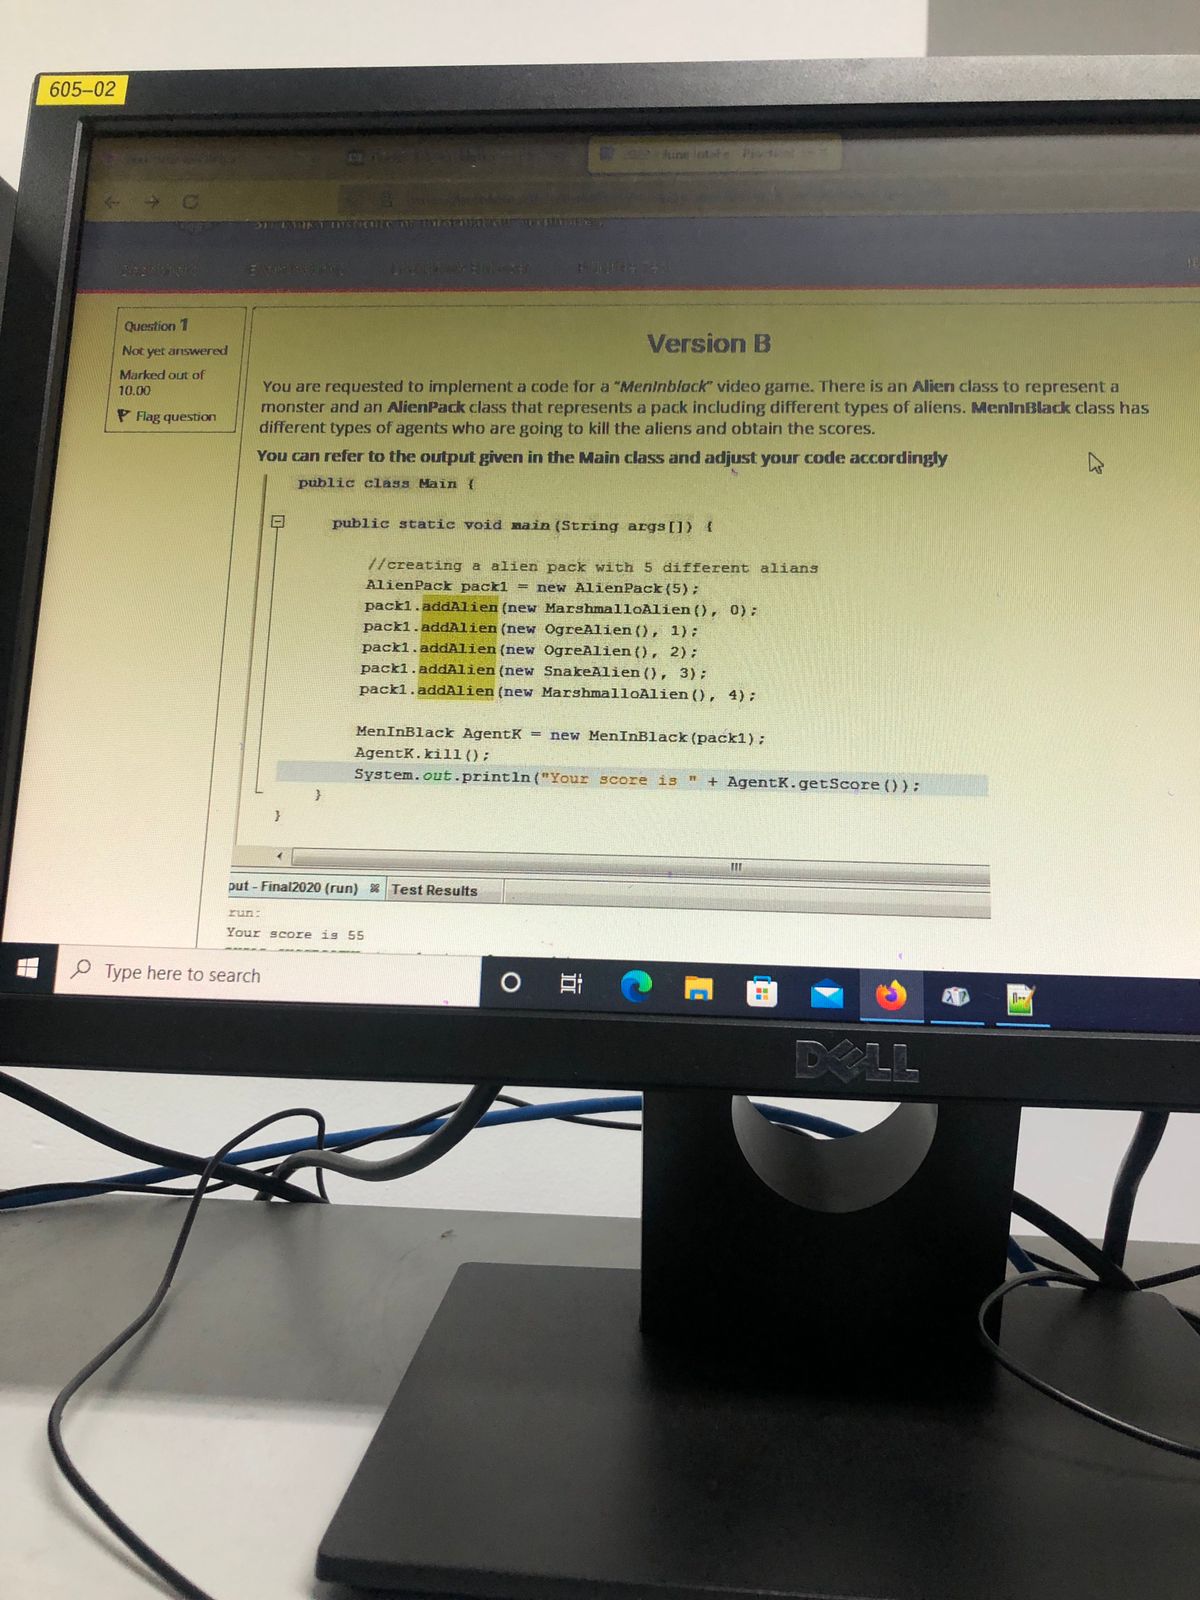 605-02
Question 1
Not yet answered
Marked out of
10.00
Flag question
Version B
You are requested to implement a code for a "MenInblack" video game. There is an Alien class to represent a
monster and an AlienPack class that represents a pack including different types of aliens. MenInBlack class has
different types of agents who are going to kill the aliens and obtain the scores.
You can refer to the output given in the Main class and adjust your code accordingly
public class Main {
public static void main(String args[]) {
//creating a alien pack with 5 different alians
AlienPack pack1 = new AlienPack(5);
pack1.addAlien(new MarshmalloAlien(), 0);
pack1.addAlien(new OgreAlien(), 1);
pack1.addAlien(new OgreAlien(), 2);
pack1.addAlien(new SnakeAlien(), 3);
pack1.addAlien(new MarshmalloAlien(), 4);
MenInBlack AgentK = new MenInBlack(pack1);
AgentK.kill();
System.out.println("Your score is " + AgentK.getScore());
}
}
put - Final2020 (run) Test Results
run:
Your score is 55
Type here to search
DELL